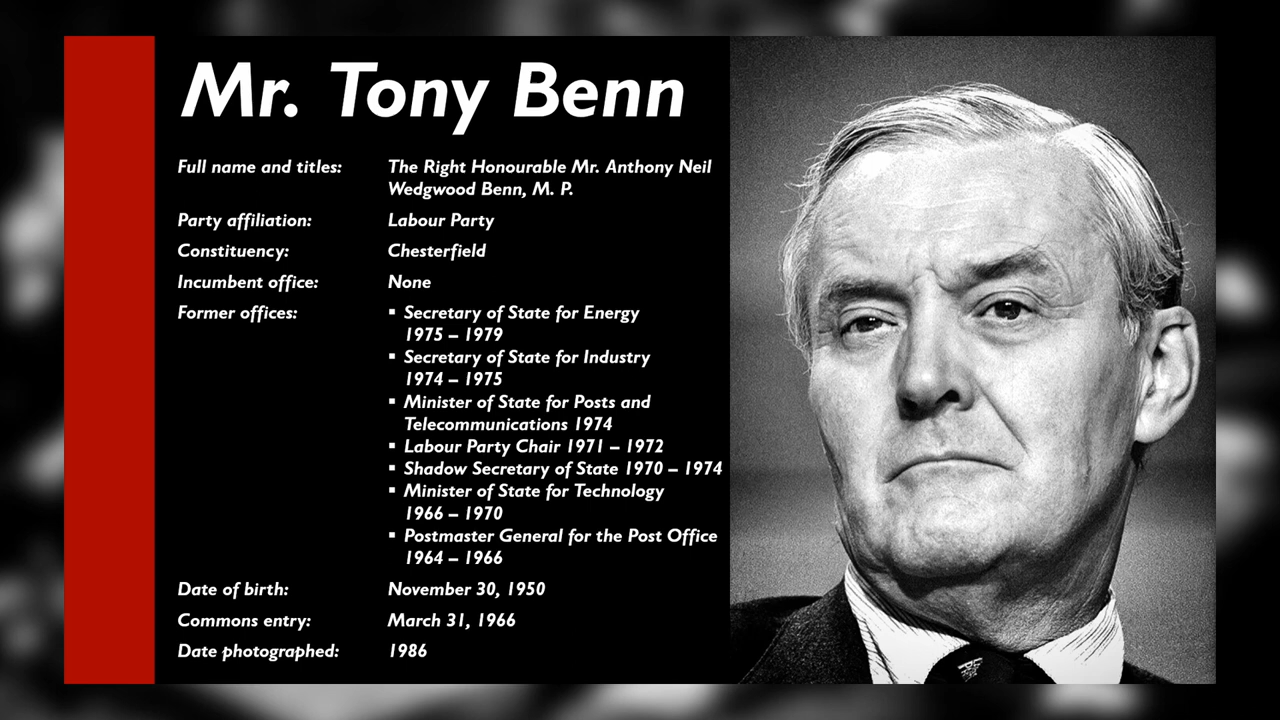 Mr. Tony Benn
Full name and titles: The Right Honourable Mr. Anthony Neil
Wedgwood Benn, M. P.
Party affiliation: Labour Party
Constituency: Chesterfield
Incumbent office: None
Former offices: ▪ Secretary of State for Energy
1975 – 1979
▪ Secretary of State for Industry
1974 – 1975
▪ Minister of State for Posts and
Telecommunications 1974
▪ Labour Party Chair 1971 – 1972
▪ Shadow Secretary of State 1970 – 1974
▪ Minister of State for Technology
1966 – 1970
▪ Postmaster General for the Post Office
1964 – 1966
Date of birth: November 30, 1950
Commons entry: March 31, 1966
Date photographed: 1986